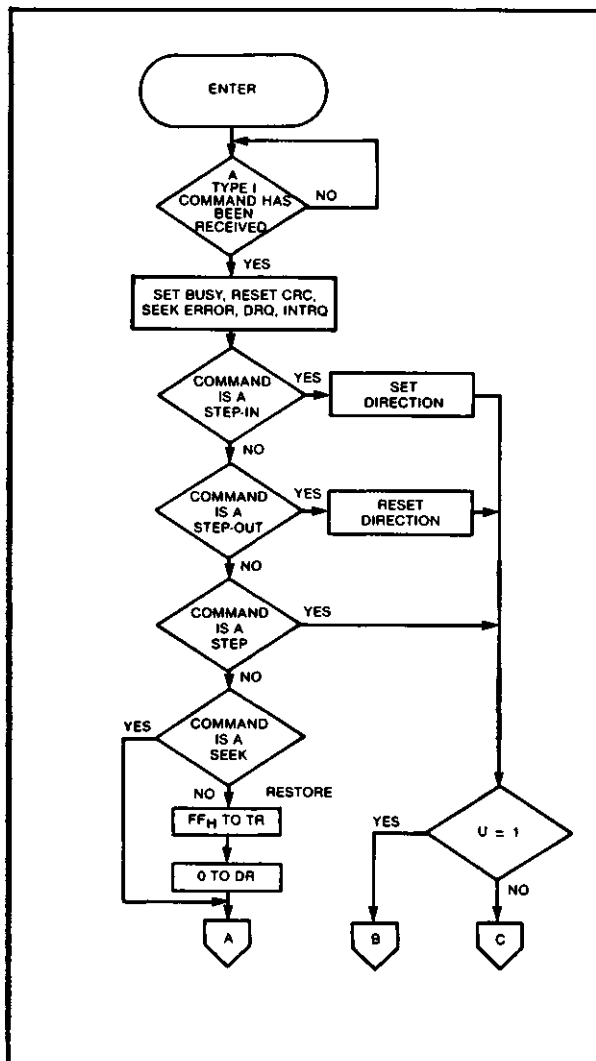 ENTER
A
TYPE I
COMMAND HAS
BEEN
RECEIVED
NO
YES
SET BUSY, RESET CRC,
SEEK ERROR, DRQ, INTRQ
COMMAND
IS A
STEP-IN
YES
SET
DIRECTION
NO
COMMAND
IS A
STEP-OUT
YES
RESET
DIRECTION
NO
COMMAND
IS A
STEP
YES
NO
COMMAND
IS A
SEEK
YES
NO
RESTORE
FFH TO TR
0 TO DR
A
U = 1
YES
NO
B
C